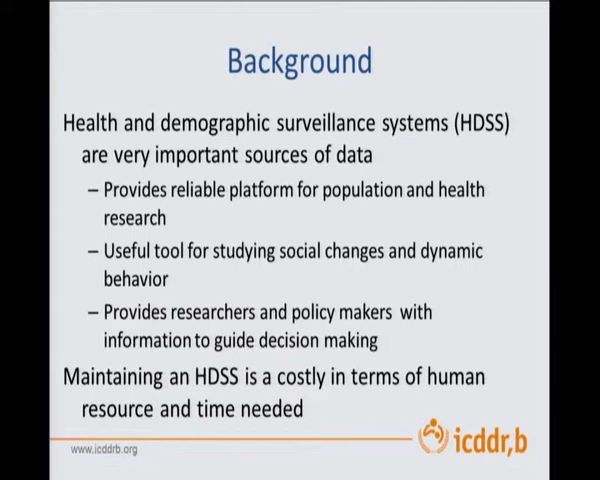 Background
Health and demographic surveillance systems (HDSS)
are very important sources of data
– Provides reliable platform for population and health
research
– Useful tool for studying social changes and dynamic
behavior
– Provides researchers and policy makers with
information to guide decision making
Maintaining an HDSS is a costly in terms of human
resource and time needed
www.icddrb.org
icddr,b